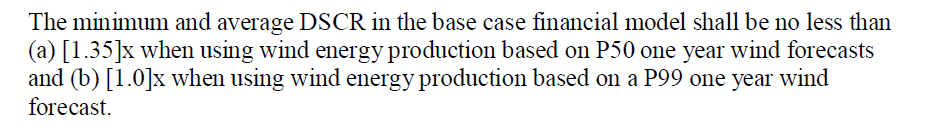 The minimum and average DSCR in the base case financial model shall be no less than
(a) [1.35]x when using wind energy production based on P50 one year wind forecasts
and (b) [1.0]x when using wind energy production based on a P99 one year wind
forecast.